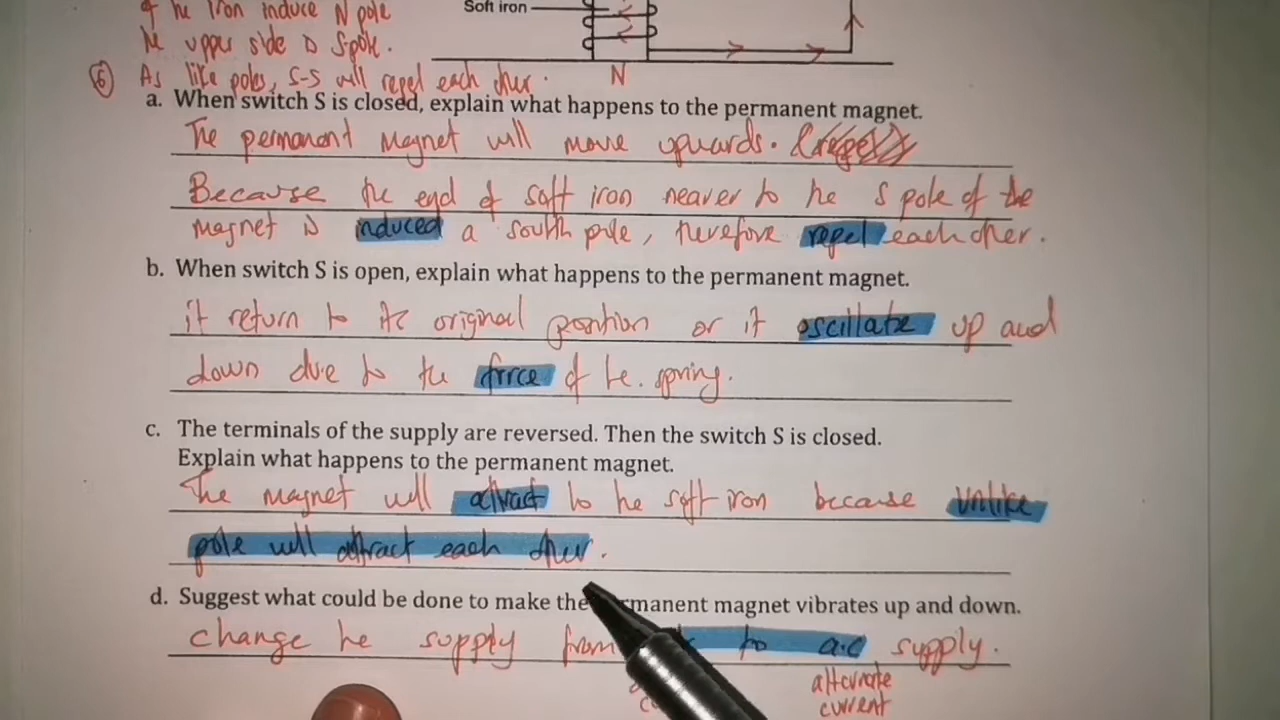 of he Iron induce N pole
he upper side is S-pole.
Soft iron
⑥ As like poles, S-S will repel each other.
N
a. When switch S is closed, explain what happens to the permanent magnet.
The permanent Magnet will move upwards.
Because the end of soft iron nearer to he S pole of the
magnet is induced a south pole, therefore repel each other.
b. When switch S is open, explain what happens to the permanent magnet.
it return to its original position or it oscillate up and
down due to the force of he. spring.
c. The terminals of the supply are reversed. Then the switch S is closed.
Explain what happens to the permanent magnet.
The magnet will attract to he soft iron because unlike
pole will attract each other.
d. Suggest what could be done to make the permanent magnet vibrates up and down.
change he supply from to a.c supply.
alternate
current